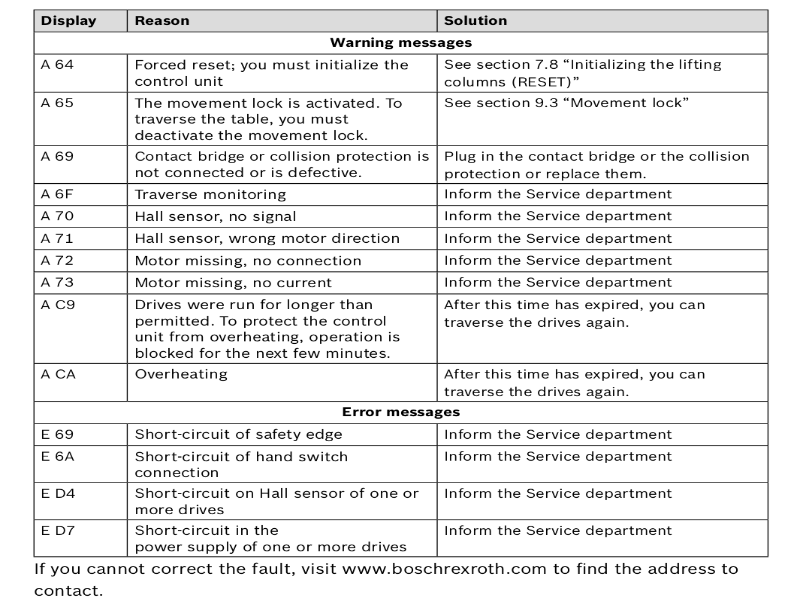 Display Reason Solution
Warning messages
A 64 Forced reset; you must initialize the See section 7.8 “Initializing the lifting
control unit columns (RESET)”
A 65 The movement lock is activated. To See section 9.3 “Movement lock”
traverse the table, you must
deactivate the movement lock.
A 69 Contact bridge or collision protection is Plug in the contact bridge or the collision
not connected or is defective. protection or replace them.
A 6F Traverse monitoring Inform the Service department
A 70 Hall sensor, no signal Inform the Service department
A 71 Hall sensor, wrong motor direction Inform the Service department
A 72 Motor missing, no connection Inform the Service department
A 73 Motor missing, no current Inform the Service department
A C9 Drives were run for longer than After this time has expired, you can
permitted. To protect the control traverse the drives again.
unit from overheating, operation is
blocked for the next few minutes.
A CA Overheating After this time has expired, you can
traverse the drives again.
Error messages
E 69 Short-circuit of safety edge Inform the Service department
E 6A Short-circuit of hand switch Inform the Service department
connection
E D4 Short-circuit on Hall sensor of one or Inform the Service department
more drives
E D7 Short-circuit in the Inform the Service department
power supply of one or more drives
If you cannot correct the fault, visit www.boschrexroth.com to find the address to
contact.